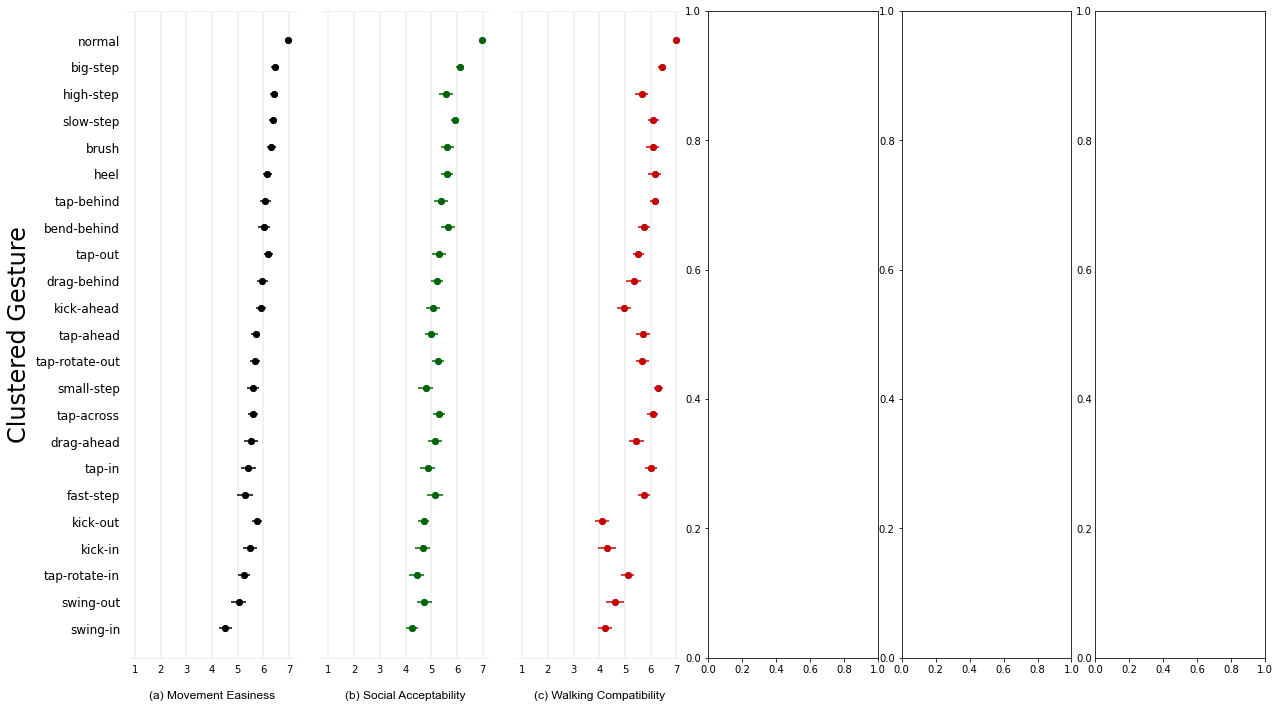 Clustered Gesture
normal
big-step
high-step
slow-step
brush
heel
tap-behind
bend-behind
tap-out
drag-behind
kick-ahead
tap-ahead
tap-rotate-out
small-step
tap-across
drag-ahead
tap-in
fast-step
kick-out
kick-in
tap-rotate-in
swing-out
swing-in
1 2 3 4 5 6 7
(a) Movement Easiness
1 2 3 4 5 6 7
(b) Social Acceptability
1 2 3 4 5 6 7
(c) Walking Compatibility
1.0
0.8
0.6
0.4
0.2
0.0
0.0 0.2 0.4 0.6 0.8 1.0
1.0
0.8
0.6
0.4
0.2
0.0
0.0 0.2 0.4 0.6 0.8 1.0
1.0
0.8
0.6
0.4
0.2
0.0
0.0 0.2 0.4 0.6 0.8 1.0